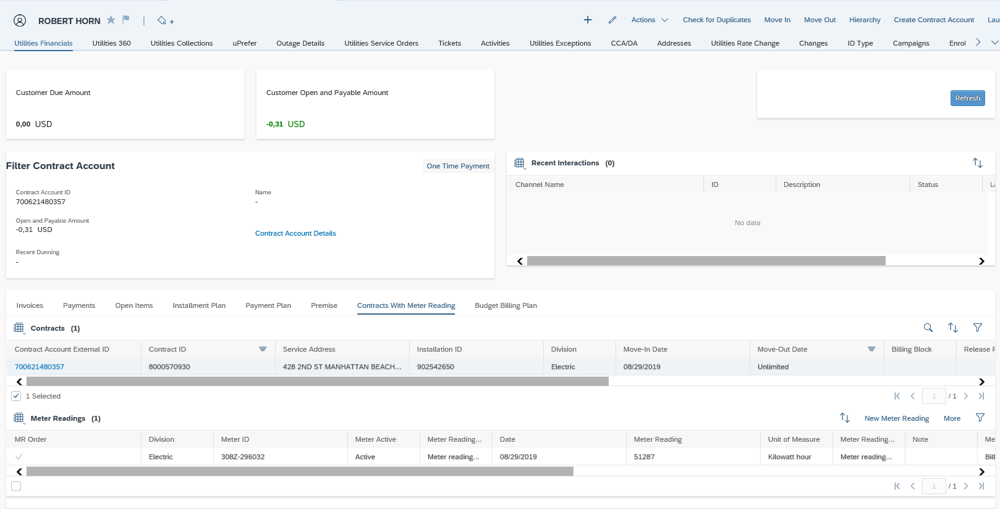 ROBERT HORN
Actions Check for Duplicates Move In Move Out Hierarchy Create Contract Account Lau
Utilities Financials Utilities 360 Utilities Collections uPrefer Outage Details Utilities Service Orders Tickets Activities Utilities Exceptions CCA/DA Addresses Utilities Rate Change Changes ID Type Campaigns Enrol
Customer Due Amount
0,00 USD
Customer Open and Payable Amount
-0,31 USD
Refresh
Filter Contract Account
One Time Payment
Contract Account ID
700621480357
Name
-
Open and Payable Amount
-0,31 USD
Contract Account Details
Recent Dunning
-
Recent Interactions (0)
Channel Name ID Description Status La
No data
Invoices Payments Open Items Installment Plan Payment Plan Premise Contracts With Meter Reading Budget Billing Plan
Contracts (1)
Contract Account External ID Contract ID Service Address Installation ID Division Move-In Date Move-Out Date Billing Block Release R
700621480357 8000570930 428 2ND ST MANHATTAN BEACH... 902542650 Electric 08/29/2019 Unlimited
1 Selected
1 / 1
Meter Readings (1)
New Meter Reading More
MR Order Division Meter ID Meter Active Meter Reading... Date Meter Reading Unit of Measure Meter Reading... Note Me
Electric 308Z-296032 Active Meter reading... 08/29/2019 51287 Kilowatt hour Meter reading... Bill
1 / 1